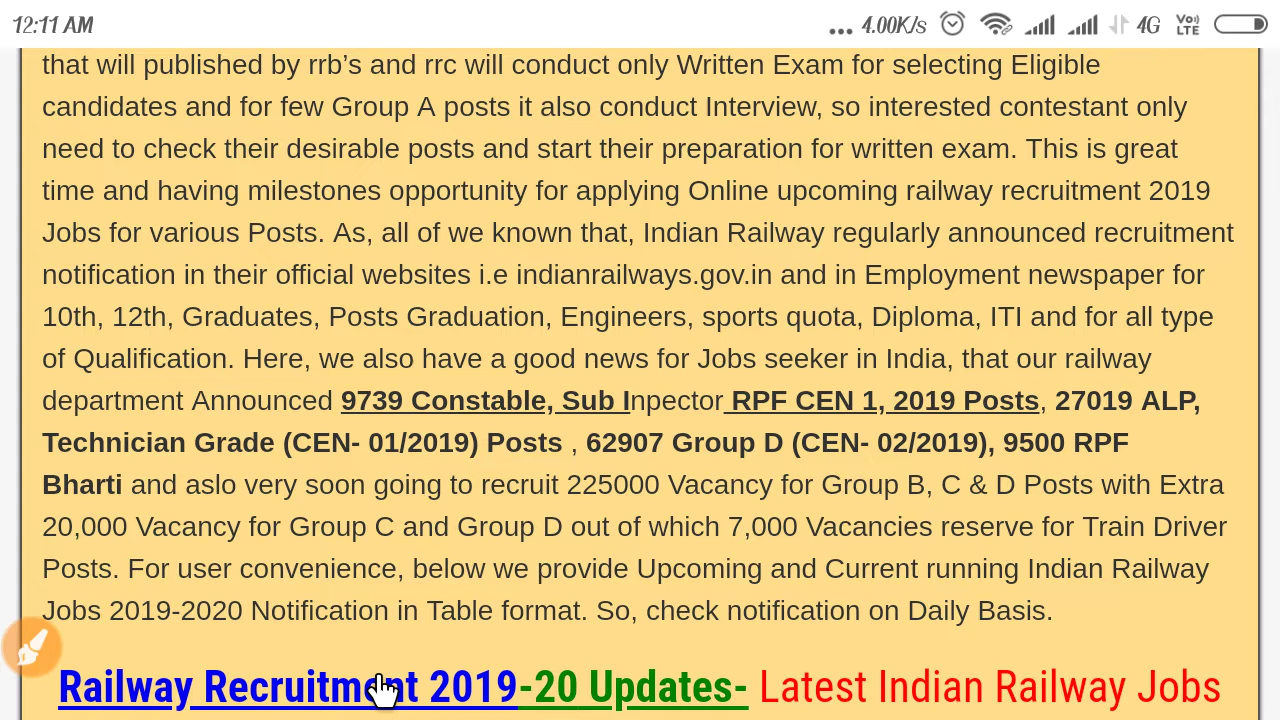 12:11 AM ... 4.00K/s 4G Vo) LTE
that will published by rrb’s and rrc will conduct only Written Exam for selecting Eligible
candidates and for few Group A posts it also conduct Interview, so interested contestant only
need to check their desirable posts and start their preparation for written exam. This is great
time and having milestones opportunity for applying Online upcoming railway recruitment 2019
Jobs for various Posts. As, all of we known that, Indian Railway regularly announced recruitment
notification in their official websites i.e indianrailways.gov.in and in Employment newspaper for
10th, 12th, Graduates, Posts Graduation, Engineers, sports quota, Diploma, ITI and for all type
of Qualification. Here, we also have a good news for Jobs seeker in India, that our railway
department Announced 9739 Constable, Sub Inpector RPF CEN 1, 2019 Posts, 27019 ALP,
Technician Grade (CEN- 01/2019) Posts , 62907 Group D (CEN- 02/2019), 9500 RPF
Bharti and aslo very soon going to recruit 225000 Vacancy for Group B, C & D Posts with Extra
20,000 Vacancy for Group C and Group D out of which 7,000 Vacancies reserve for Train Driver
Posts. For user convenience, below we provide Upcoming and Current running Indian Railway
Jobs 2019-2020 Notification in Table format. So, check notification on Daily Basis.
Railway Recruitment 2019-20 Updates- Latest Indian Railway Jobs